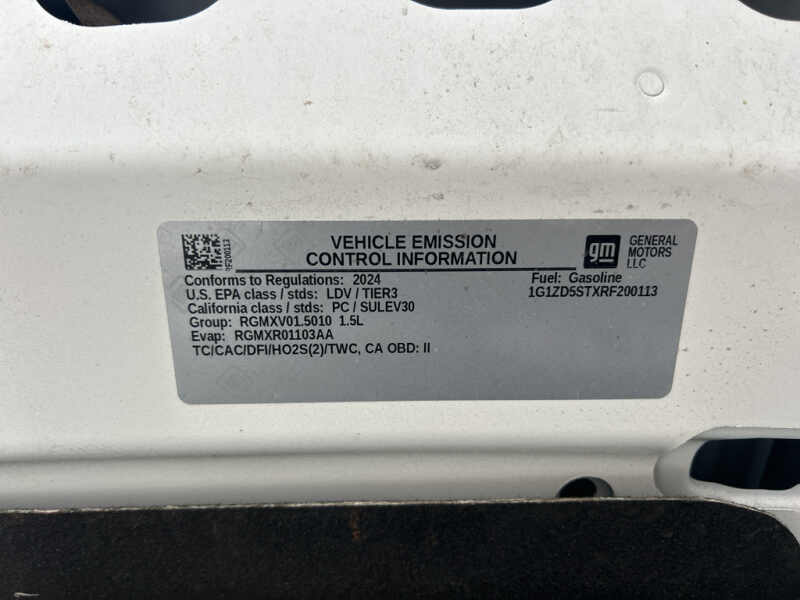 VEHICLE EMISSION
CONTROL INFORMATION
RF200113
gm
GENERAL
MOTORS
LLC
Conforms to Regulations: 2024
Fuel: Gasoline
U.S. EPA class / stds: LDV / TIER3
1G1ZD5STXRF200113
California class / stds: PC / SULEV30
Group: RGMXV01.5010 1.5L
Evap: RGMXR01103AA
TC/CAC/DFI/HO2S(2)/TWC, CA OBD: II